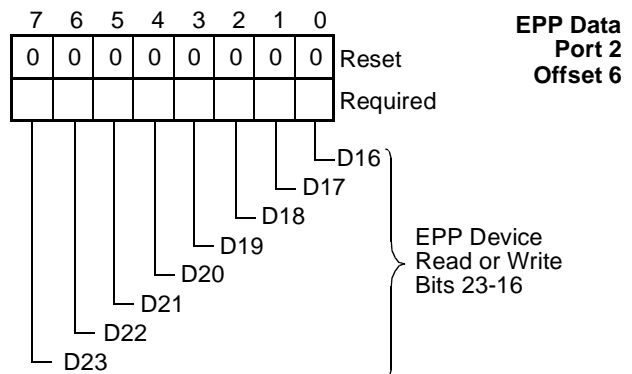 7 6 5 4 3 2 1 0
0 0 0 0 0 0 0 0 Reset
Required
EPP Data
Port 2
Offset 6
D16
D17
D18
D19
D20
D21
D22
D23
EPP Device
Read or Write
Bits 23-16